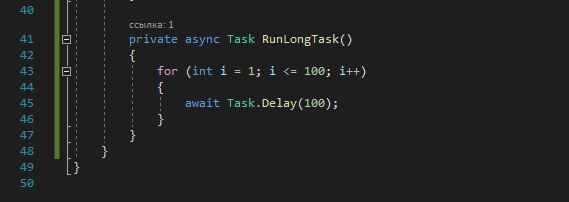 40
ссылка: 1
41 private async Task RunLongTask()
42 {
43 for (int i = 1; i <= 100; i++)
44 {
45 await Task.Delay(100);
46 }
47 }
48 }
49 }
50